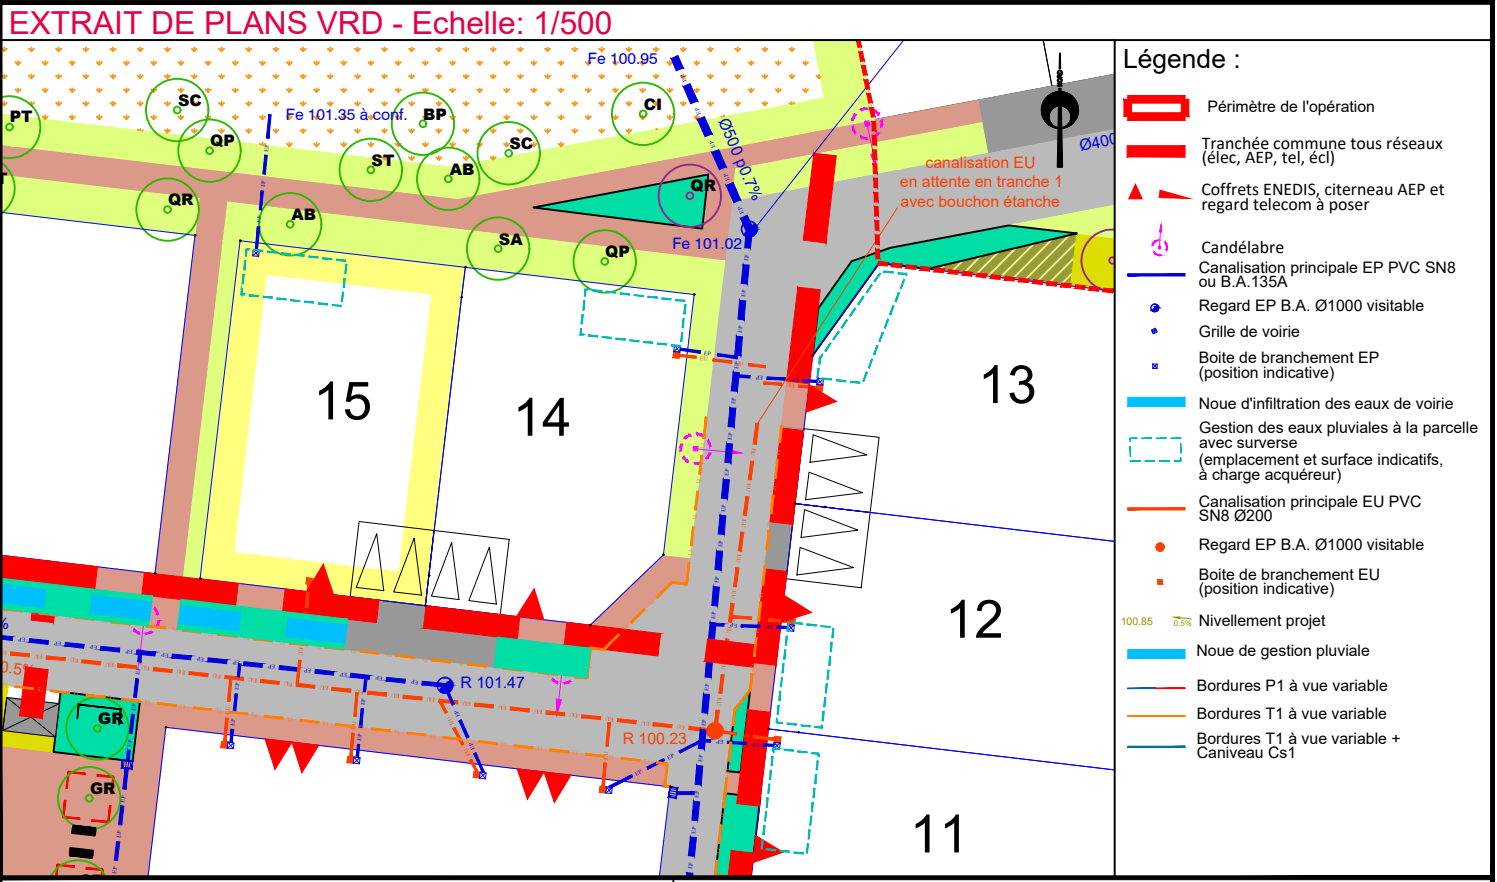 EXTRAIT DE PLANS VRD - Echelle: 1/500
Fe 100.95
Fe 101.35 à conf.
PT
SC
QP
BP
ST
AB
SC
CI
QR
AB
SA
QP
QR
Ø500 p0.7%
Ø400
canalisation EU
en attente en tranche 1
avec bouchon étanche
Fe 101.02
15
14
13
12
11
%
0.5%
R 101.47
R 100.23
GR
GR
EP
EU
Légende :
NORD
Périmètre de l'opération
Tranchée commune tous réseaux
(élec, AEP, tel, écl)
Coffrets ENEDIS, citerneau AEP et
regard telecom à poser
Candélabre
Canalisation principale EP PVC SN8
ou B.A.135A
Regard EP B.A. Ø1000 visitable
Grille de voirie
Boite de branchement EP
(position indicative)
Noue d'infiltration des eaux de voirie
Gestion des eaux pluviales à la parcelle
avec surverse
(emplacement et surface indicatifs,
à charge acquéreur)
Canalisation principale EU PVC
SN8 Ø200
Regard EP B.A. Ø1000 visitable
Boite de branchement EU
(position indicative)
100.85 0.5% Nivellement projet
Noue de gestion pluviale
Bordures P1 à vue variable
Bordures T1 à vue variable
Bordures T1 à vue variable +
Caniveau Cs1